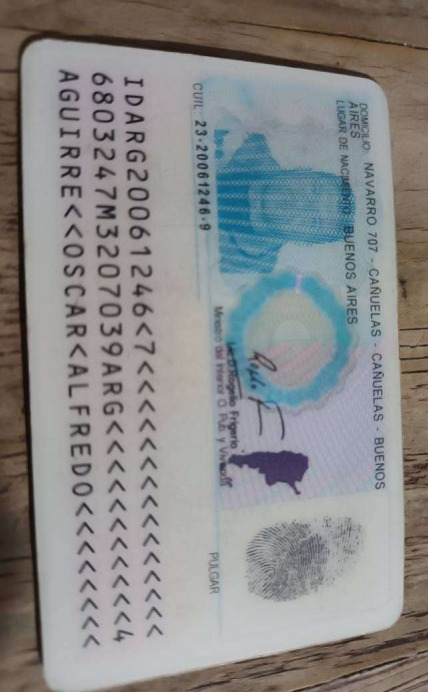 DOMICILIO: NAVARRO 707 - CAÑUELAS - CAÑUELAS - BUENOS
AIRES
LUGAR DE NACIMIENTO: BUENOS AIRES
Lic. Rogelio Frigerio
Ministro del Interior O. Pub. y Vivienda
CUIL: 23-20061246-9
PULGAR
IDARG20061246<7<<<<<<<<<<<<<<<
6803247M3207039ARG<<<<<<<<<<<4
AGUIRRE<<OSCAR<ALFREDO<<<<<<<<